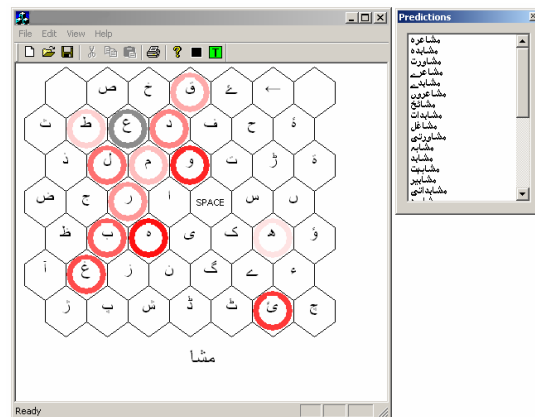 Predictions
File Edit View Help
ص خ ق ۓ ←
ث ط ع د ف ح ۂ
ذ ل م و ت ڑ ۃ
ض ج ر ا SPACE س ں
ظ ب ہ ی ک ھ ؤ
آ غ ز ن گ ے ء
ژ پ ش ڈ ٹ ئ چ
مشا
Ready
مشاعرہ
مشاہدہ
مشاورت
مشاعرے
مشاہدے
مشاعروں
مشائخ
مشاہدات
مشاغل
مشاورتی
مشابہ
مشاہد
مشابہت
مشاہیر
مشاہداتی